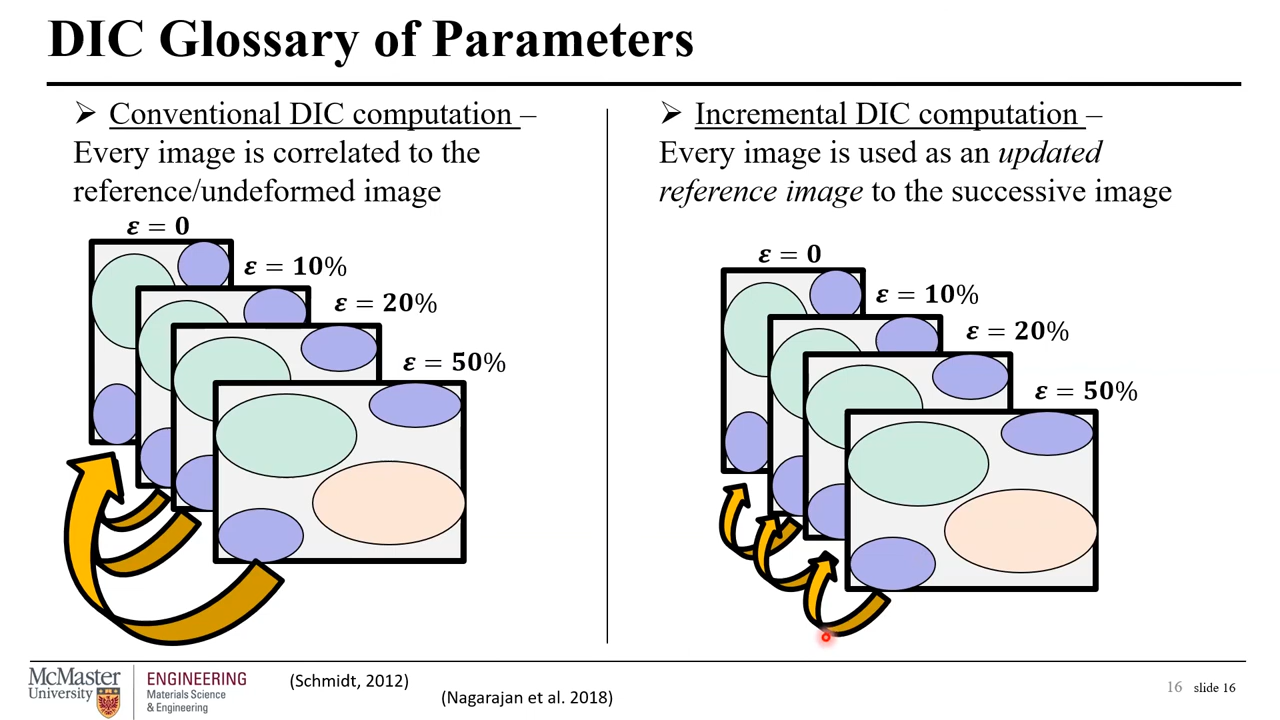 DIC Glossary of Parameters
➢ Conventional DIC computation –
Every image is correlated to the
reference/undeformed image
ε = 0
ε = 10%
ε = 20%
ε = 50%
➢ Incremental DIC computation –
Every image is used as an updated
reference image to the successive image
ε = 0
ε = 10%
ε = 20%
ε = 50%
McMaster
University
ENGINEERING
Materials Science
& Engineering
(Schmidt, 2012)
(Nagarajan et al. 2018)
16 slide 16